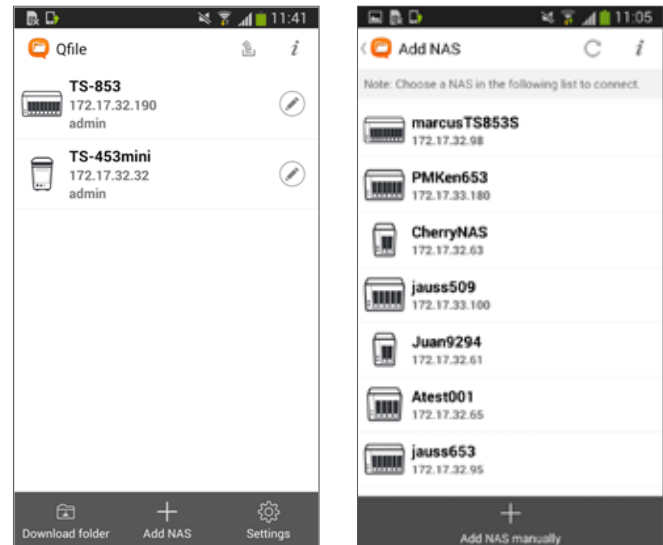 11:41
Qfile
TS-853
172.17.32.190
admin
TS-453mini
172.17.32.32
admin
Download folder
Add NAS
Settings
11:05
Add NAS
Note: Choose a NAS in the following list to connect.
marcusTS853S
172.17.32.98
PMKen653
172.17.33.180
CherryNAS
172.17.32.63
jauss509
172.17.33.100
Juan9294
172.17.32.61
Atest001
172.17.32.65
jauss653
172.17.32.95
Add NAS manually